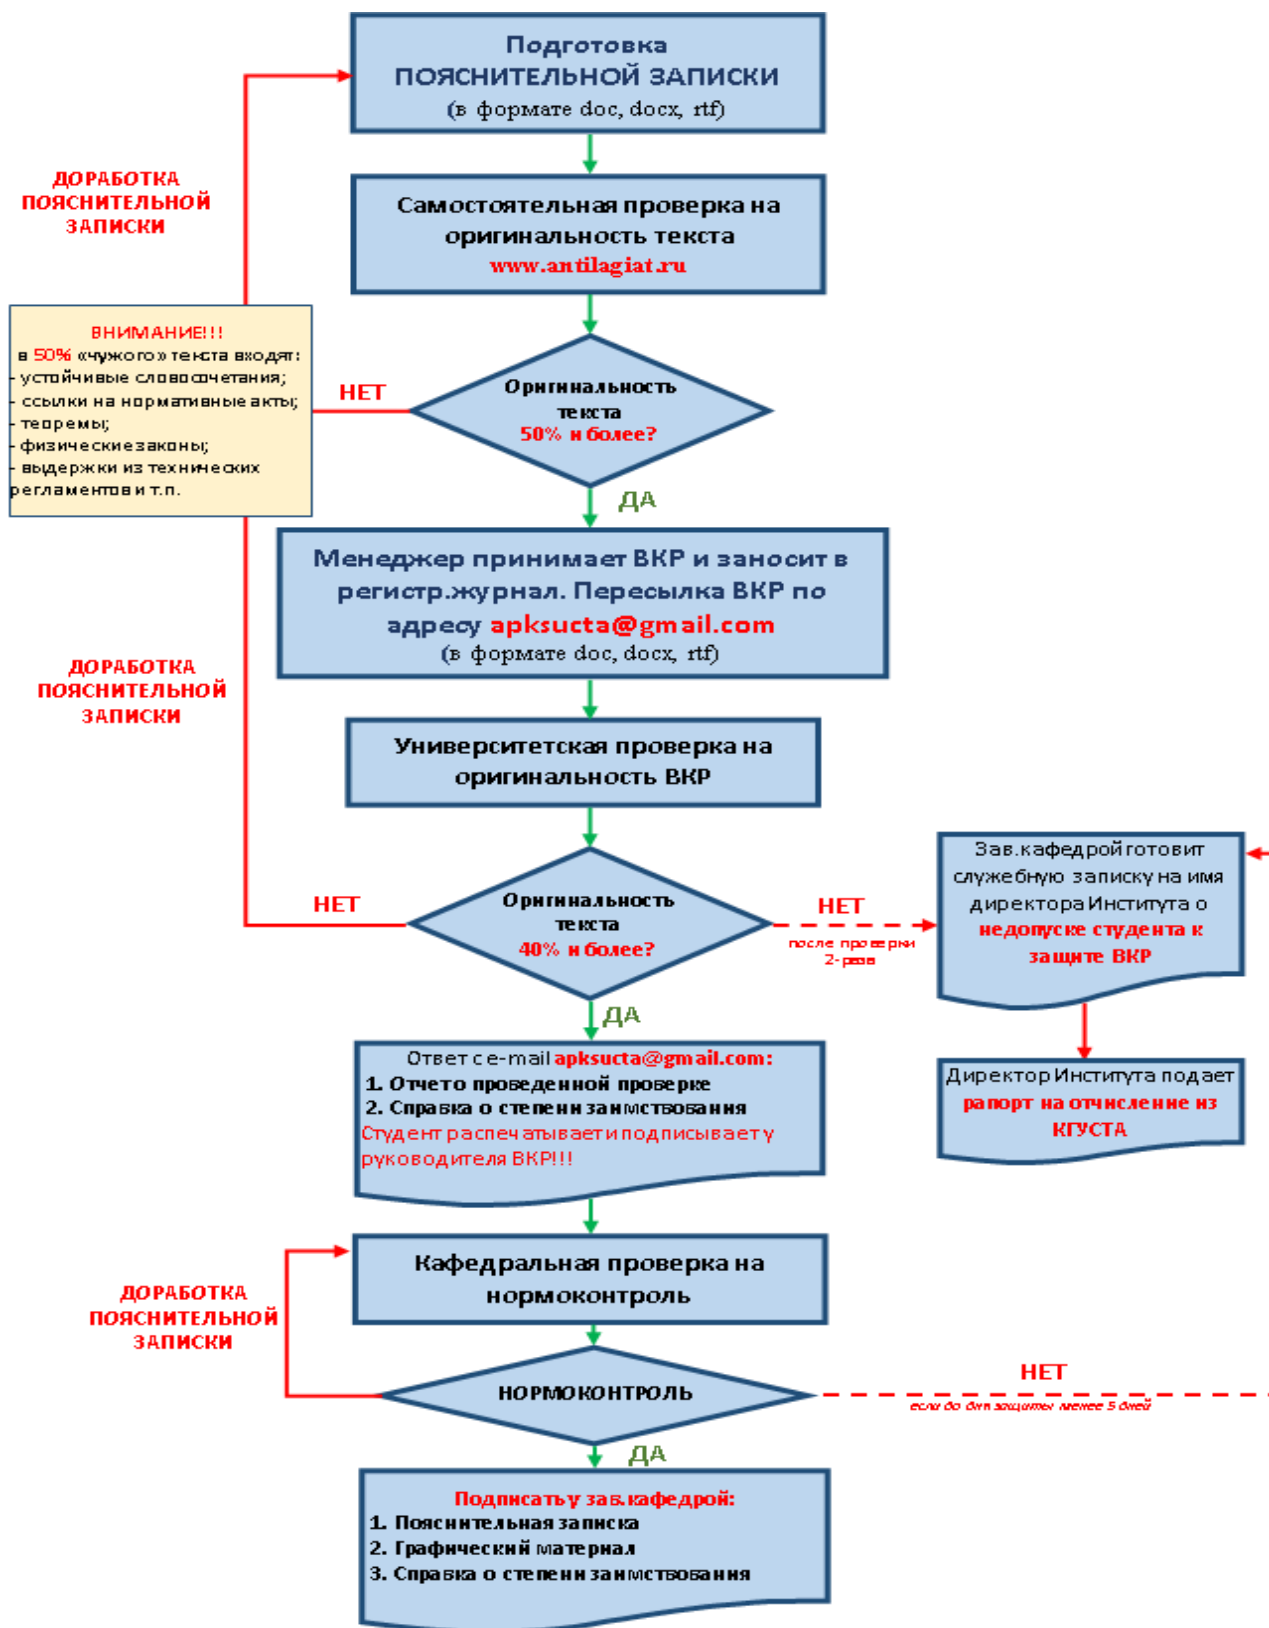 Подготовка
ПОЯСНИТЕЛЬНОЙ ЗАПИСКИ
(в формате doc, docx, rtf)
ДОРАБОТКА
ПОЯСНИТЕЛЬНОЙ
ЗАПИСКИ
Самостоятельная проверка на
оригинальность текста
www.antilagiat.ru
ВНИМАНИЕ!!!
в 50% «чужого» текста входят:
- устойчивые словосочетания;
- ссылки на нормативные акты;
- теоремы;
- физические законы;
- выдержки из технических
регламентов и т.п.
НЕТ
Оригинальность
текста
50% и более?
ДА
Менеджер принимает ВКР и заносит в
регистр.журнал. Пересылка ВКР по
адресу apksucta@gmail.com
(в формате doc, docx, rtf)
ДОРАБОТКА
ПОЯСНИТЕЛЬНОЙ
ЗАПИСКИ
Университетская проверка на
оригинальность ВКР
НЕТ
Оригинальность
текста
40% и более?
НЕТ
после проверки
2-раза
Зав.кафедрой готовит
служебную записку на имя
директора Института о
недопуске студента к
защите ВКР
ДА
Ответ с e-mail apksucta@gmail.com:
1. Отчет о проведенной проверке
2. Справка о степени заимствования
Студент распечатывает и подписывает у
руководителя ВКР!!!
Директор Института подает
рапорт на отчисление из
КГУСТА
Кафедральная проверка на
нормоконтроль
ДОРАБОТКА
ПОЯСНИТЕЛЬНОЙ
ЗАПИСКИ
НОРМОКОНТРОЛЬ
НЕТ
если до дня защиты менее 5 дней
ДА
Подписать у зав.кафедрой:
1. Пояснительная записка
2. Графический материал
3. Справка о степени заимствования